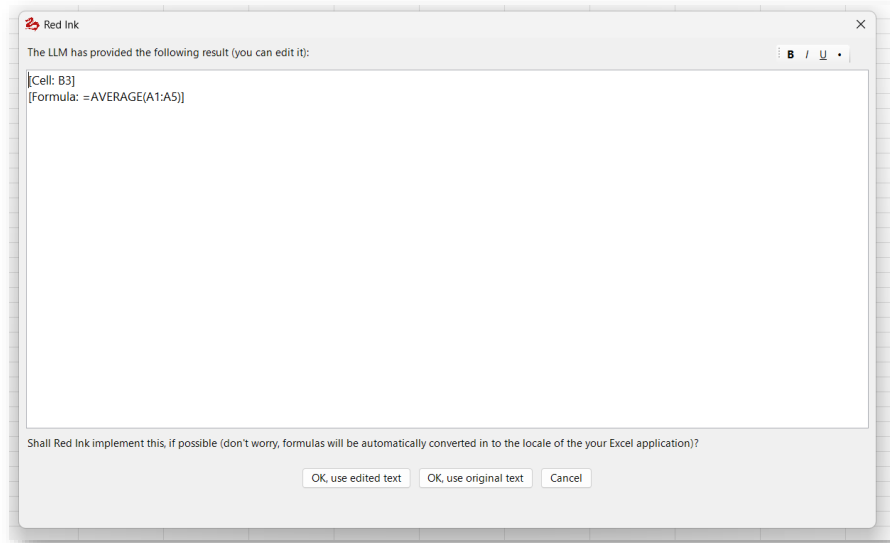 Red Ink
The LLM has provided the following result (you can edit it):
B I U •
[Cell: B3]
[Formula: =AVERAGE(A1:A5)]
Shall Red Ink implement this, if possible (don't worry, formulas will be automatically converted in to the locale of the your Excel application)?
OK, use edited text OK, use original text Cancel